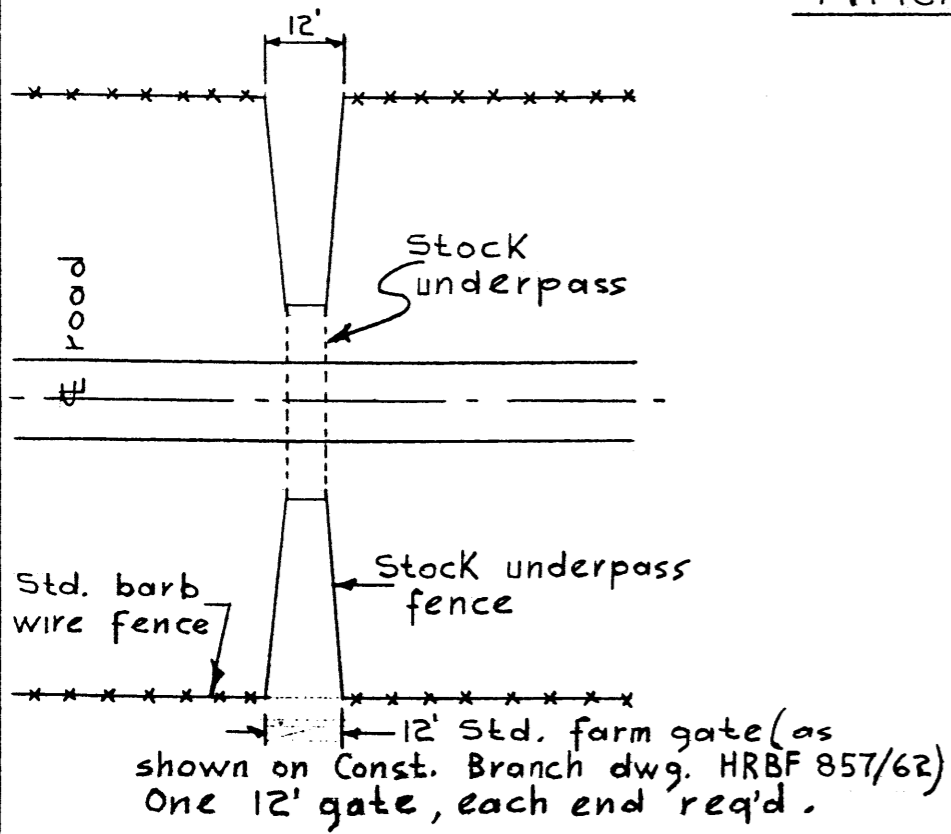 12'
Stock
underpass
℄ road
Stock underpass
fence
Std. barb
wire fence
12' Std. farm gate (as
shown on Const. Branch dwg. HRBF 857/62)
One 12' gate, each end req'd.